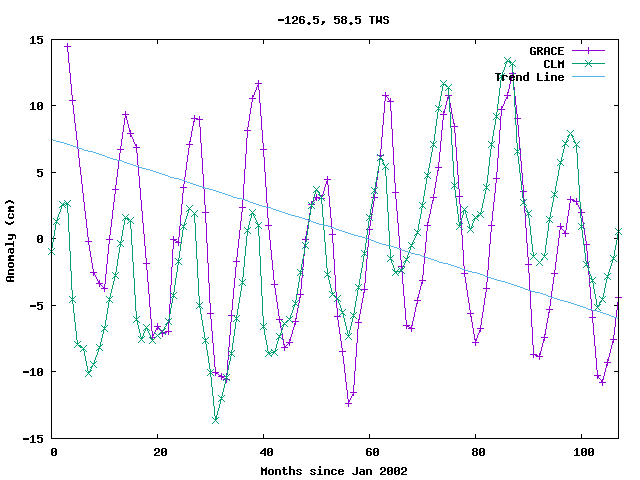 -126.5, 58.5 TWS
GRACE
CLM
Trend Line
15
10
5
0
-5
-10
-15
Anomaly (cm)
0 20 40 60 80 100
Months since Jan 2002